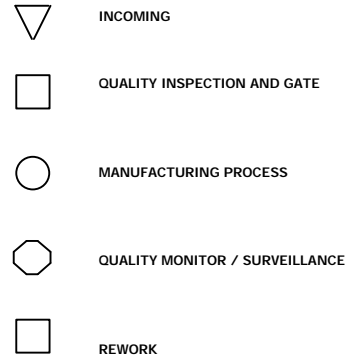 INCOMING
QUALITY INSPECTION AND GATE
MANUFACTURING PROCESS
QUALITY MONITOR / SURVEILLANCE
REWORK